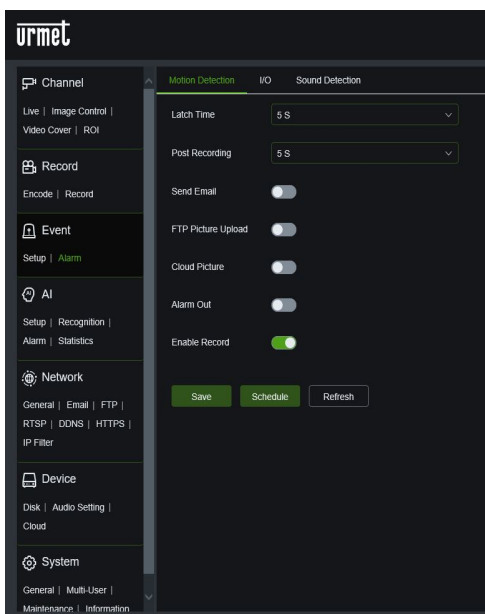 urmet
Channel
Live | Image Control |
Video Cover | ROI
Record
Encode | Record
Event
Setup | Alarm
AI
AI
Setup | Recognition |
Alarm | Statistics
Network
General | Email | FTP |
RTSP | DDNS | HTTPS |
IP Filter
Device
Disk | Audio Setting |
Cloud
System
General | Multi-User |
Maintenance | Information
Motion Detection I/O Sound Detection
Latch Time 5 S
Post Recording 5 S
Send Email
FTP Picture Upload
Cloud Picture
Alarm Out
Enable Record
Save Schedule Refresh